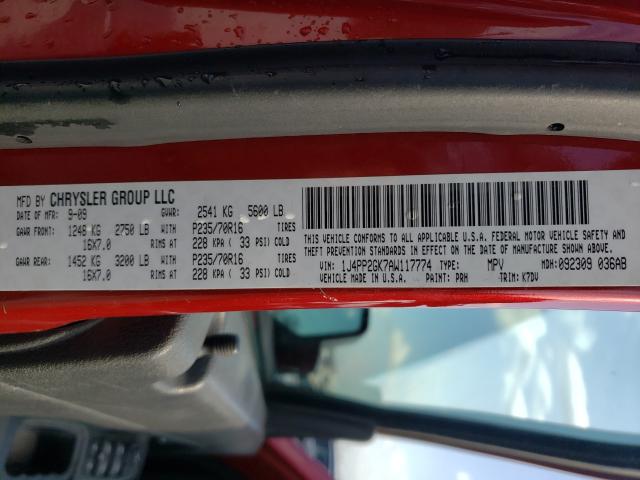 MFD BY CHRYSLER GROUP LLC
DATE OF MFR: 9-09 GVWR: 2541 KG 5600 LB
GAWR FRONT: 1248 KG 2750 LB WITH P235/70R16 TIRES
16X7.0 RIMS AT 228 KPA ( 33 PSI) COLD
GAWR REAR: 1452 KG 3200 LB WITH P235/70R16 TIRES
16X7.0 RIMS AT 228 KPA ( 33 PSI) COLD
THIS VEHICLE CONFORMS TO ALL APPLICABLE U.S.A. FEDERAL MOTOR VEHICLE SAFETY AND
THEFT PREVENTION STANDARDS IN EFFECT ON THE DATE OF MANUFACTURE SHOWN ABOVE.
VIN: 1J4PP2GK7AW117774 TYPE: MPV MDH: 092309 036AB
VEHICLE MADE IN U.S.A. PAINT: PRH TRIM: K7DV